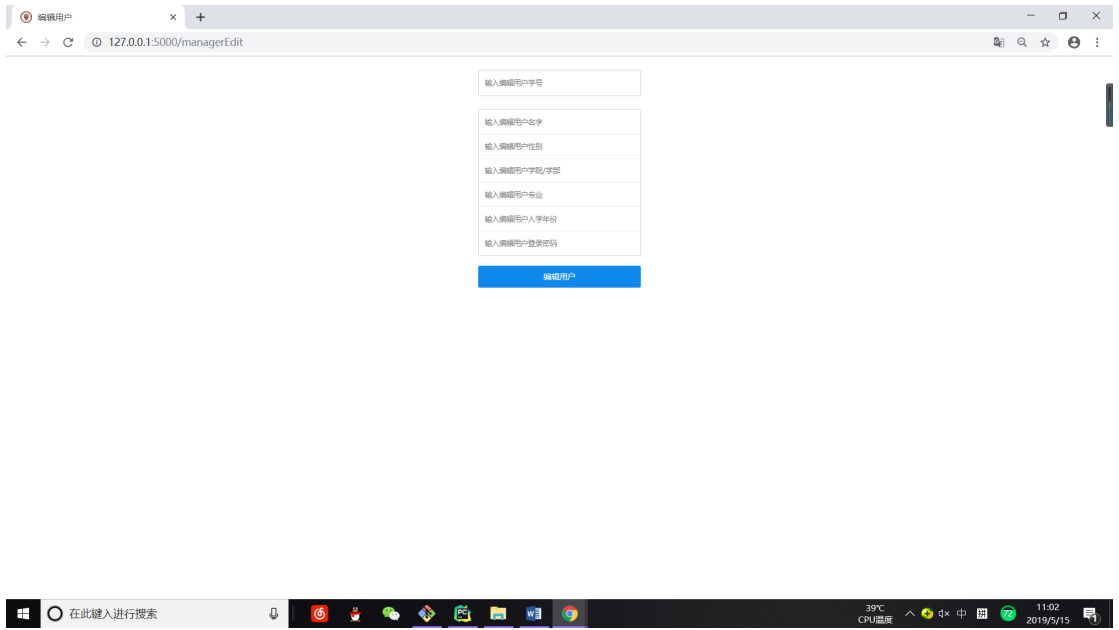 编辑用户
127.0.0.1:5000/managerEdit
输入编辑用户学号
输入编辑用户名字
输入编辑用户性别
输入编辑用户学院/学部
输入编辑用户专业
输入编辑用户入学年份
输入编辑用户登录密码
编辑用户
在此键入进行搜索
39℃
CPU温度
中
拼
72
11:02
2019/5/15
1